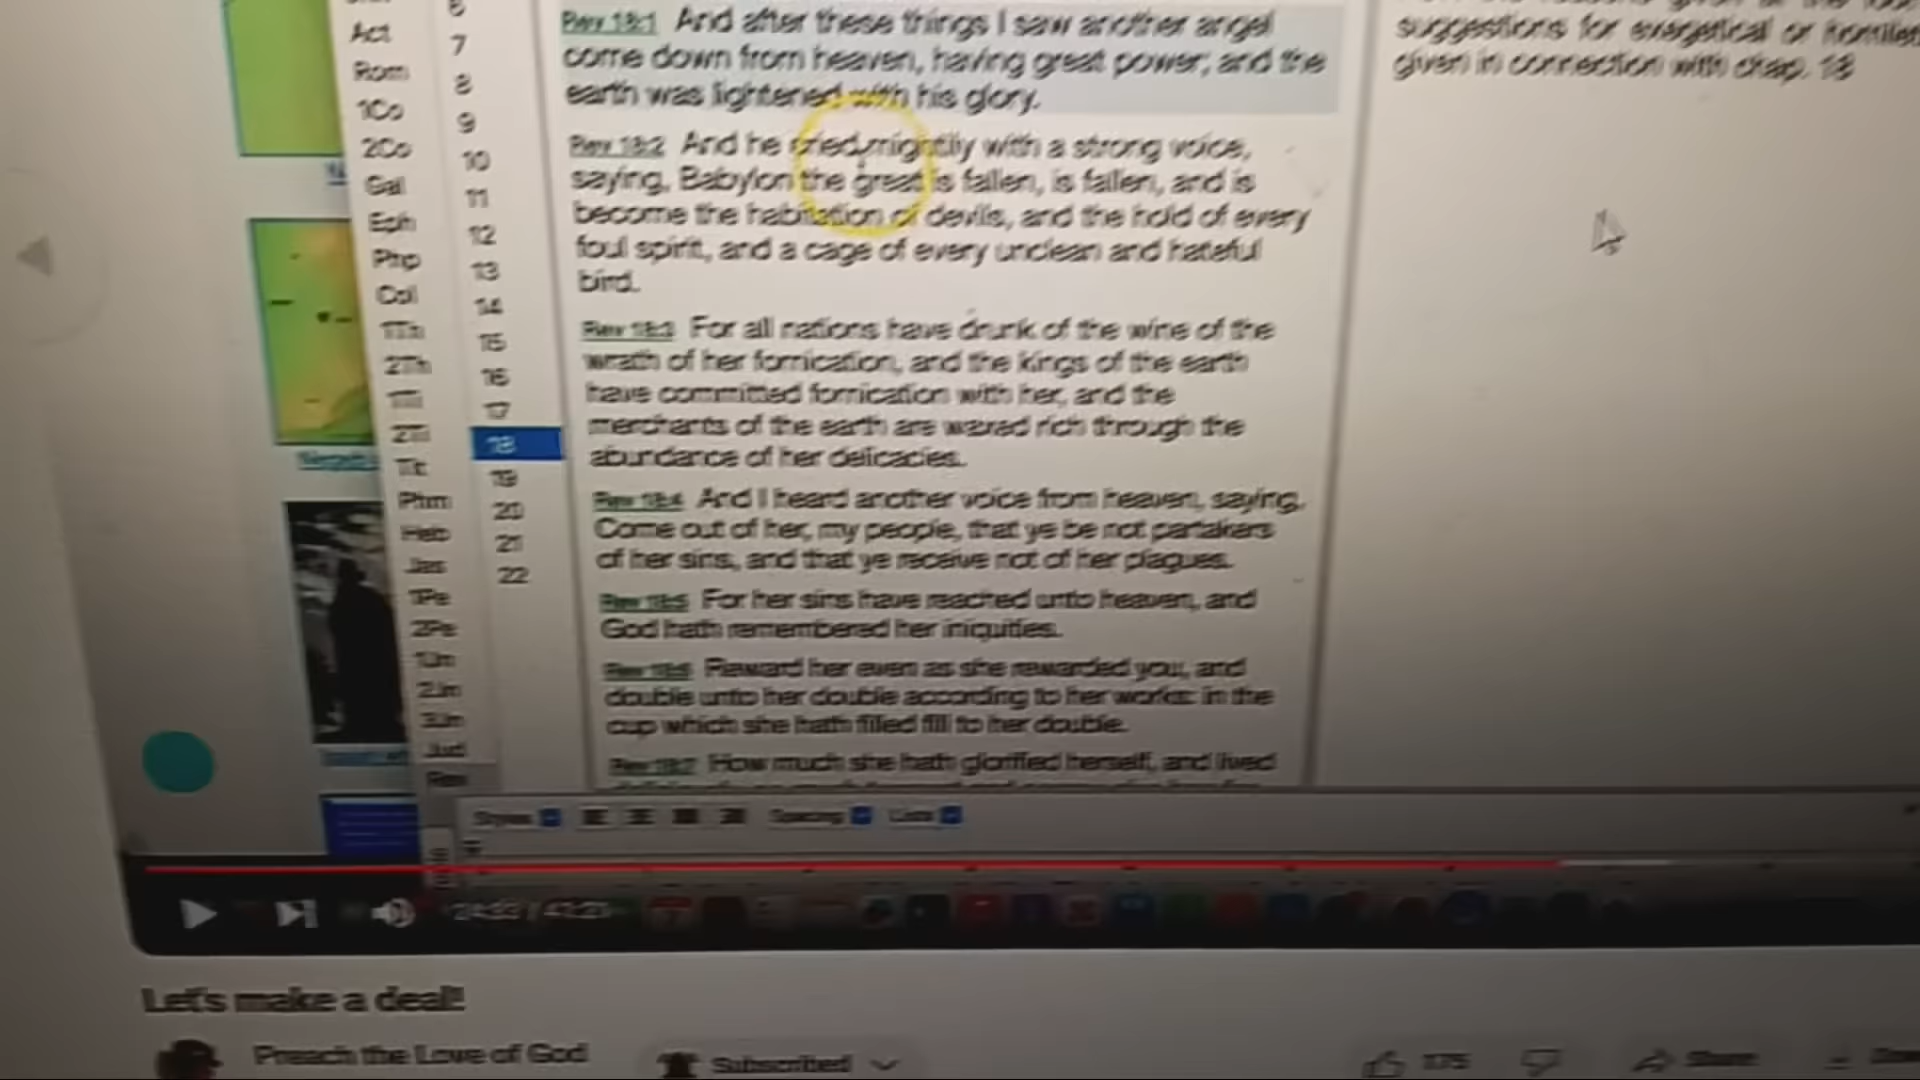 Act
Rom
1Co
2Co
Gal
Eph
Php
Col
1Th
2Th
1Ti
2Ti
Tit
Phm
Heb
Jas
1Pe
2Pe
1Jn
2Jn
3Jn
Jud
Rev
6
7
8
9
10
11
12
13
14
15
16
17
18
19
20
21
22
Rev 18:1 And after these things I saw another angel
come down from heaven, having great power; and the
earth was lightened with his glory.
Rev 18:2 And he cried mightily with a strong voice,
saying, Babylon the great is fallen, is fallen, and is
become the habitation of devils, and the hold of every
foul spirit, and a cage of every unclean and hateful
bird.
Rev 18:3 For all nations have drunk of the wine of the
wrath of her fornication, and the kings of the earth
have committed fornication with her, and the
merchants of the earth are waxed rich through the
abundance of her delicacies.
Rev 18:4 And I heard another voice from heaven, saying,
Come out of her, my people, that ye be not partakers
of her sins, and that ye receive not of her plagues.
Rev 18:5 For her sins have reached unto heaven, and
God hath remembered her iniquities.
Rev 18:6 Reward her even as she rewarded you, and
double unto her double according to her works: in the
cup which she hath filled fill to her double.
Rev 18:7 How much she hath glorified herself, and lived
suggestions for exegetical or
given in connection with chap. 18
Styles
Spacing
Lists
Let's make a deal!
Preach the Love of God
Subscribed
175
Share